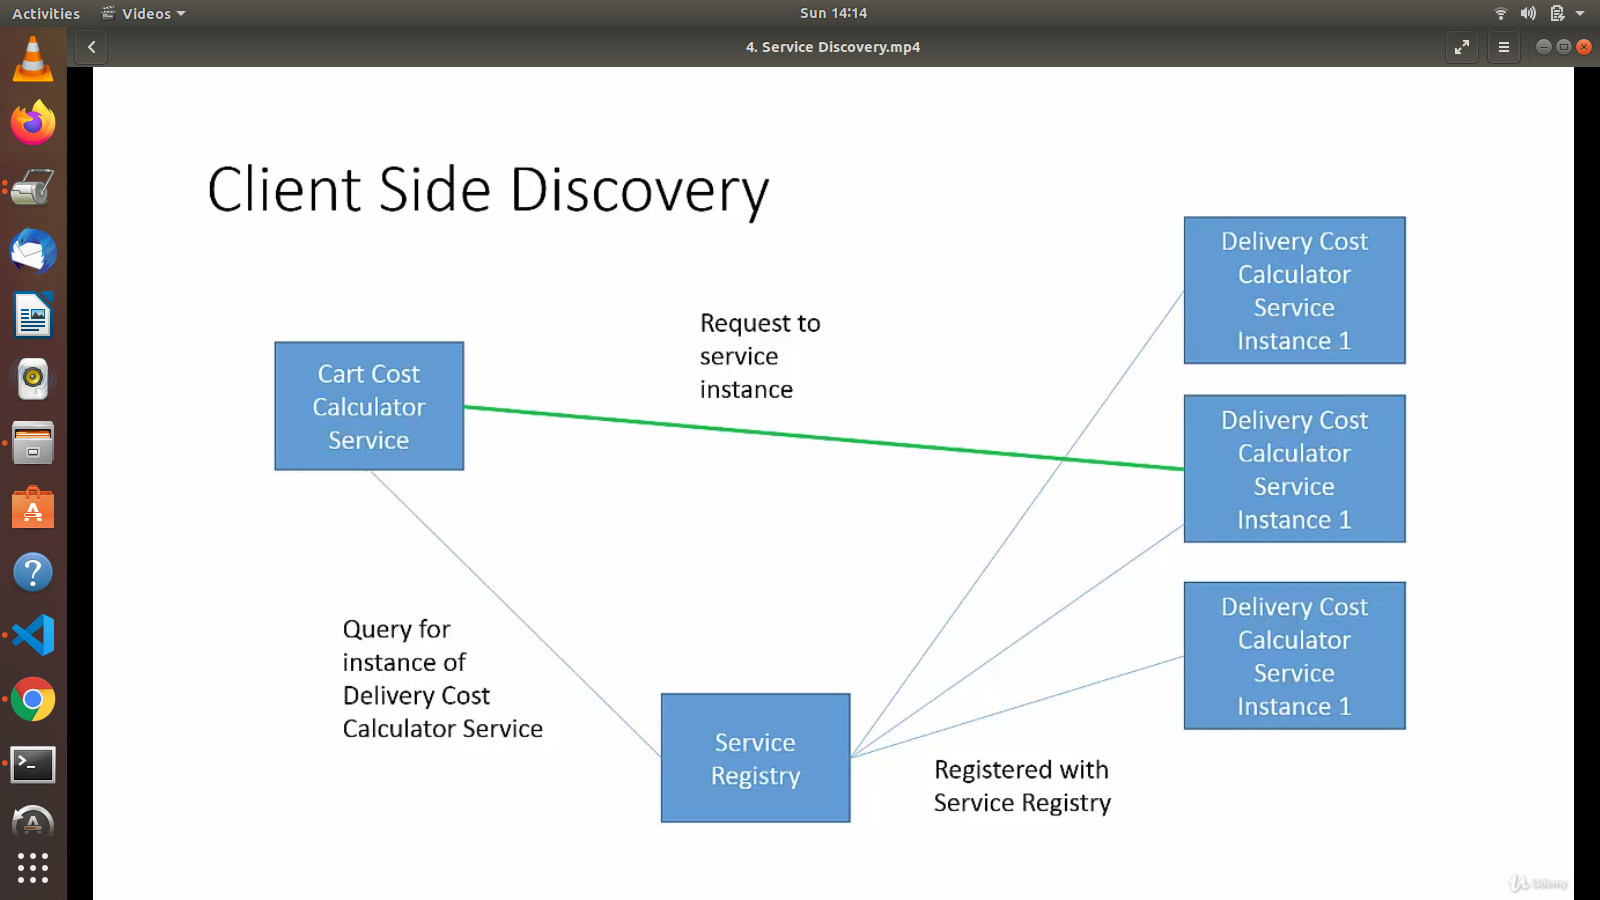 Activities
Videos
Sun 14:14
4. Service Discovery.mp4
Client Side Discovery
Delivery Cost
Calculator
Service
Instance 1
Request to
service
instance
Cart Cost
Calculator
Service
Delivery Cost
Calculator
Service
Instance 1
Delivery Cost
Calculator
Service
Instance 1
Query for
instance of
Delivery Cost
Calculator Service
Service
Registry
Registered with
Service Registry
Udemy